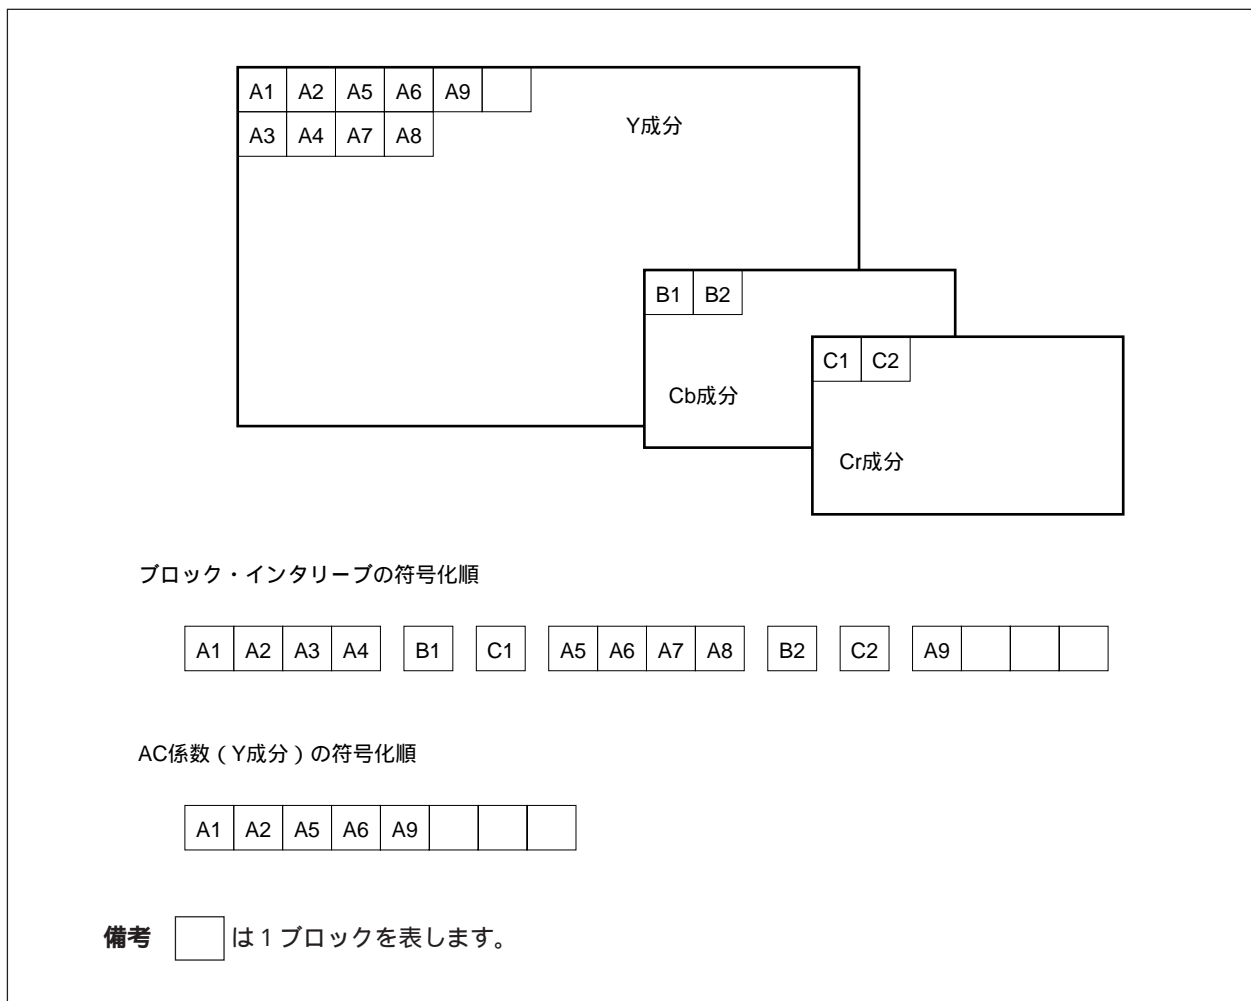 A1 A2 A5 A6 A9
Y成分
A3 A4 A7 A8
B1 B2
C1 C2
Cb成分
Cr成分
ブロック・インタリーブの符号化順
A1 A2 A3 A4 B1 C1 A5 A6 A7 A8 B2 C2 A9
AC係数（Y成分）の符号化順
A1 A2 A5 A6 A9
備考 は1ブロックを表します。